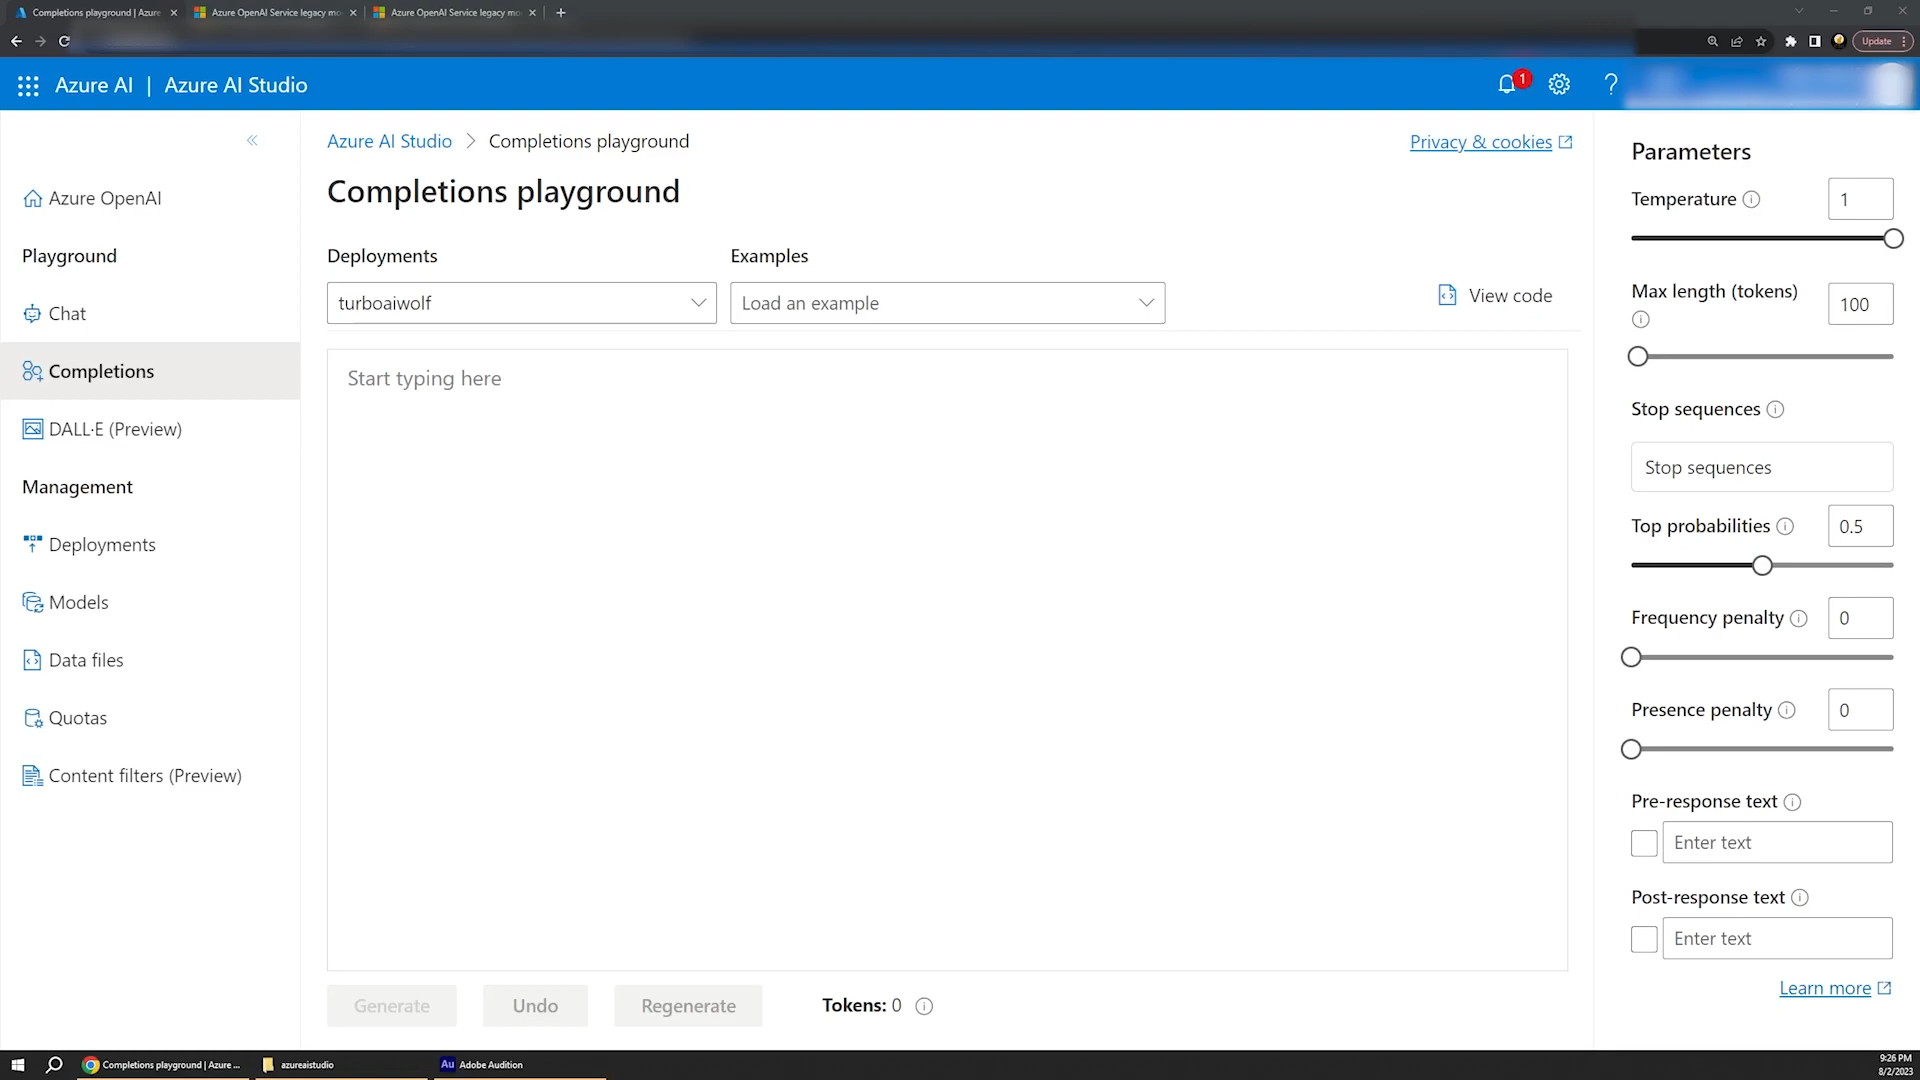 Completions playground | Azure
Azure OpenAI Service legacy mo
Azure OpenAI Service legacy mo
Update
Azure AI | Azure AI Studio
1
Azure AI Studio > Completions playground
Privacy & cookies
Completions playground
Azure OpenAI
Playground
Chat
Completions
DALL·E (Preview)
Management
Deployments
Models
Data files
Quotas
Content filters (Preview)
Deployments
Examples
turboaiwolf
Load an example
View code
Start typing here
Generate
Undo
Regenerate
Tokens: 0
Parameters
Temperature
1
Max length (tokens)
100
Stop sequences
Stop sequences
Top probabilities
0.5
Frequency penalty
0
Presence penalty
0
Pre-response text
Enter text
Post-response text
Enter text
Learn more
Completions playground | Azure ...
azureaistudio
Au
Adobe Audition
9:26 PM
8/2/2023